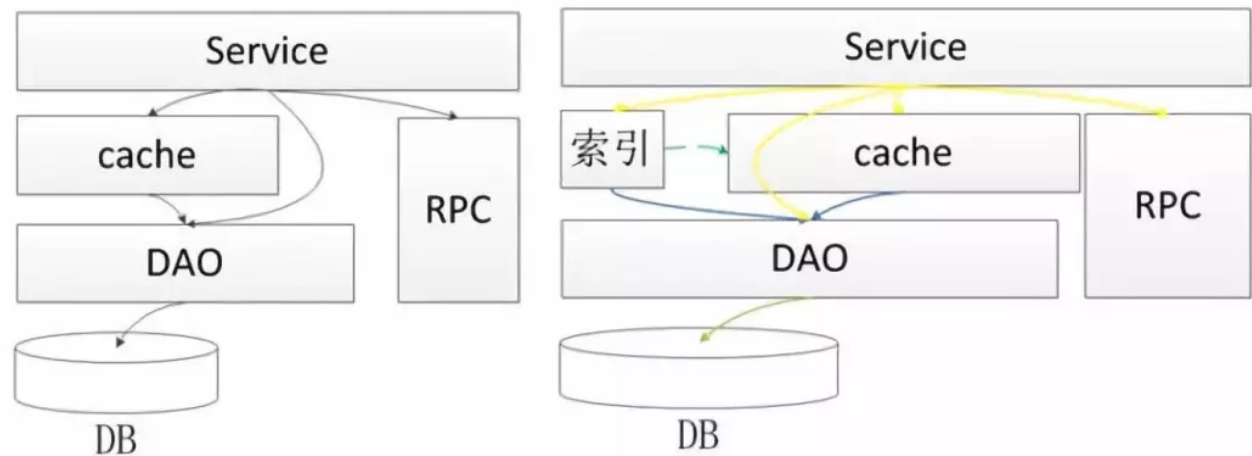 Service
cache
RPC
DAO
DB
Service
索引
cache
RPC
DAO
DB